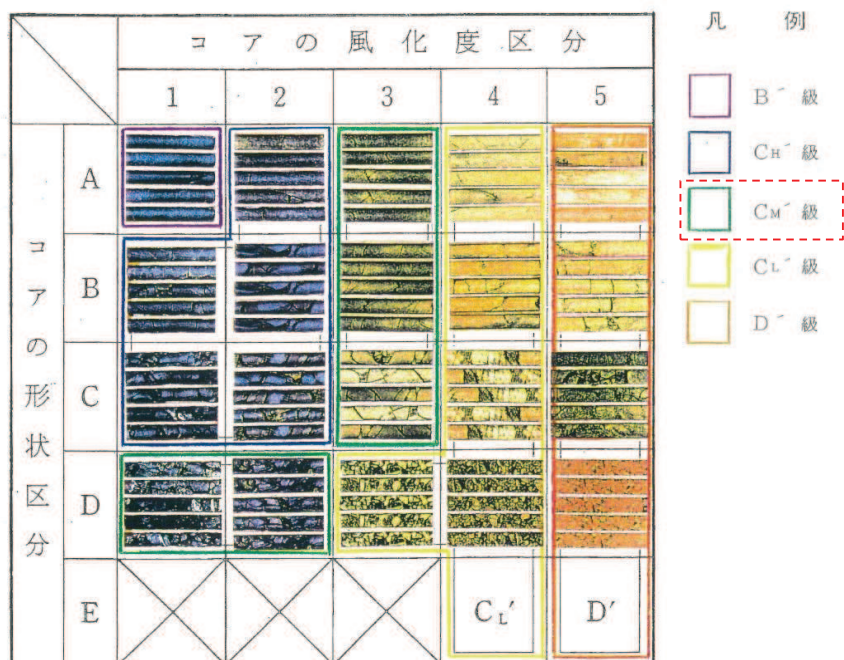 コアの風化度区分
1 2 3 4 5
コアの形状区分
A
B
C
D
E
CL′ D′
凡例
B′級
CH′級
CM′級
CL′級
D′級